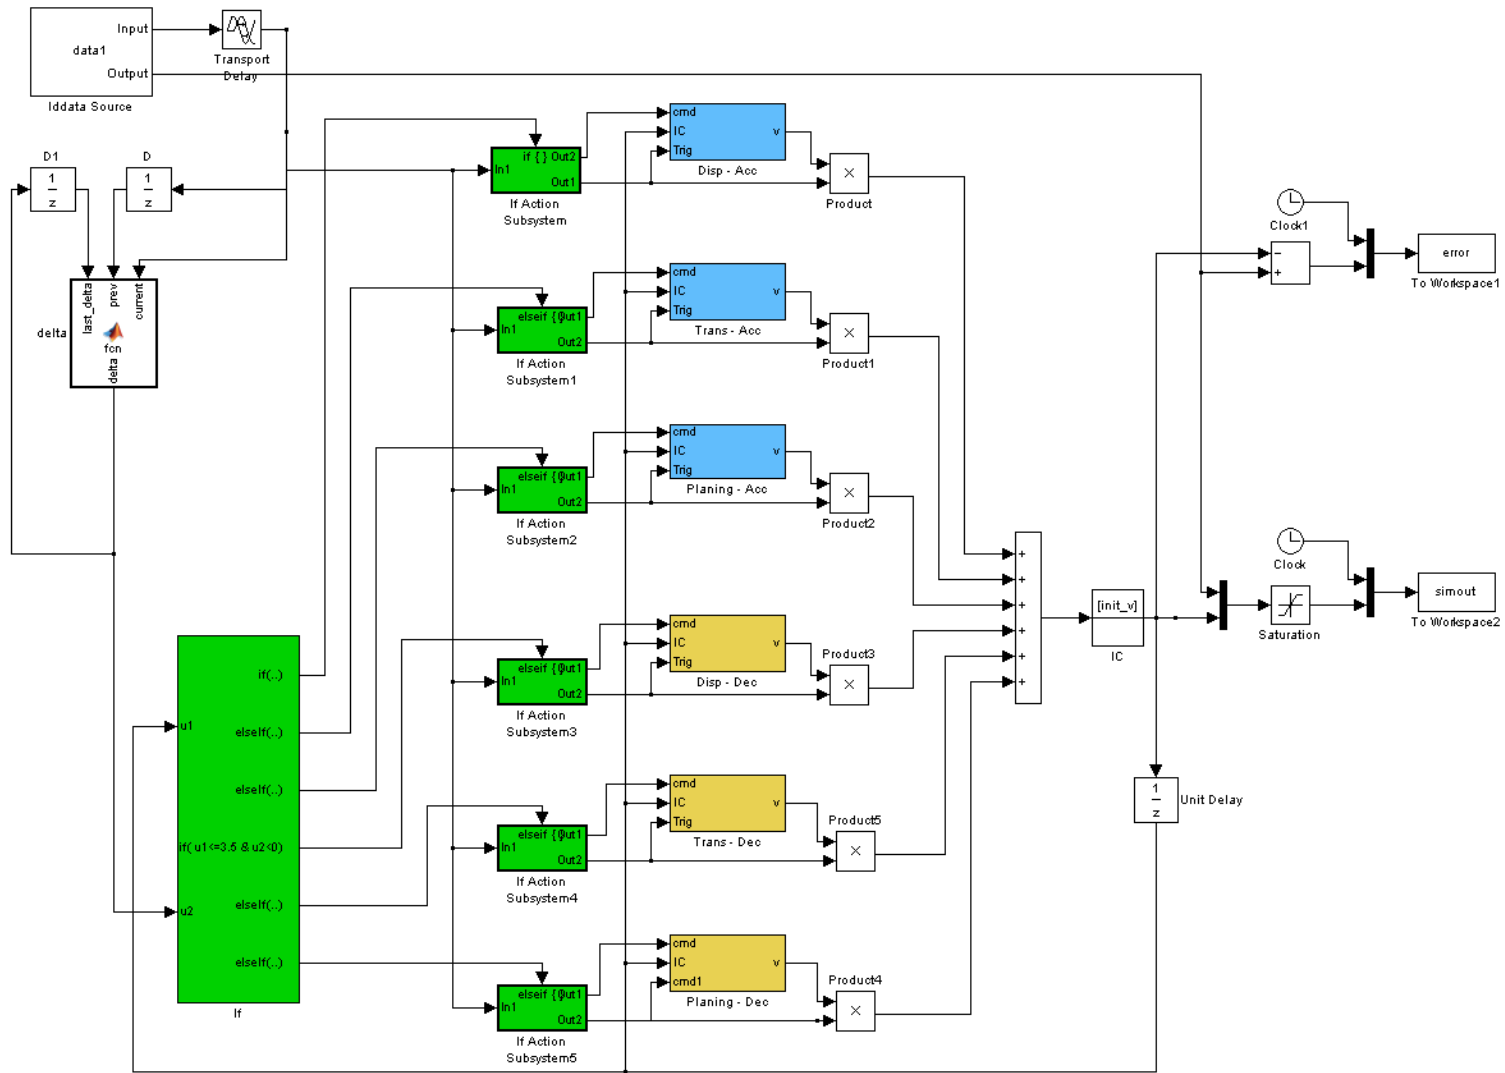 Input
data1
Output
Iddata Source
Transport
Delay
D1
1
z
D
1
z
last_delta
prev
current
delta
fcn
delta
if { }
Out2
In1
Out1
If Action
Subsystem
cmd
IC
Trig
v
Disp - Acc
×
Product
elseif { }
Out1
In1
Out2
If Action
Subsystem1
cmd
IC
Trig
v
Trans - Acc
×
Product1
elseif { }
Out1
In1
Out2
If Action
Subsystem2
cmd
IC
Trig
v
Planing - Acc
×
Product2
elseif { }
Out1
In1
Out2
If Action
Subsystem3
cmd
IC
Trig
v
Disp - Dec
Product3
×
elseif { }
Out1
In1
Out2
If Action
Subsystem4
cmd
IC
Trig
v
Trans - Dec
Product5
×
elseif { }
Out1
In1
Out2
If Action
Subsystem5
cmd
IC
cmd1
v
Planing - Dec
Product4
×
u1
u2
if(..)
elseIf(..)
elseIf(..)
if( u1<=3.5 & u2<0)
elseIf(..)
elseIf(..)
If
+
+
+
+
+
+
[init_v]
IC
1
z
Unit Delay
Clock1
−
+
error
To Workspace1
Clock
Saturation
simout
To Workspace2